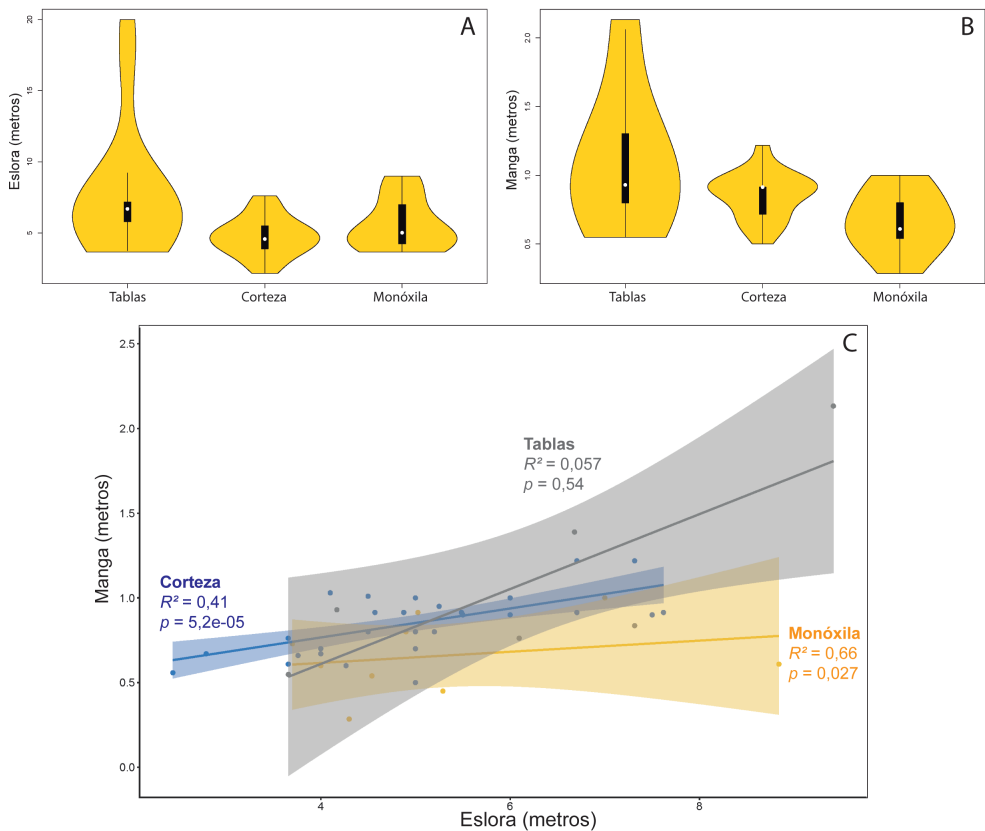 A
Eslora (metros)
20
15
10
5
Tablas
Corteza
Monóxila
B
Manga (metros)
2.0
1.5
1.0
0.5
Tablas
Corteza
Monóxila
C
Manga (metros)
2.5
2.0
1.5
1.0
0.5
0.0
Tablas
R² = 0,057
p = 0,54
Corteza
R² = 0,41
p = 5,2e-05
Monóxila
R² = 0,66
p = 0,027
4
6
8
Eslora (metros)